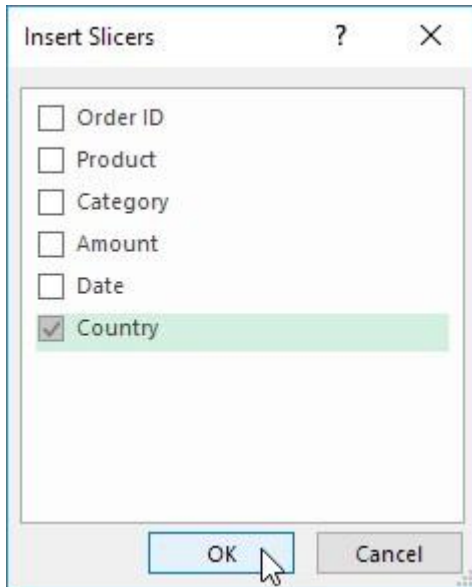 Insert Slicers ?
Order ID
Product
Category
Amount
Date
Country
OK Cancel